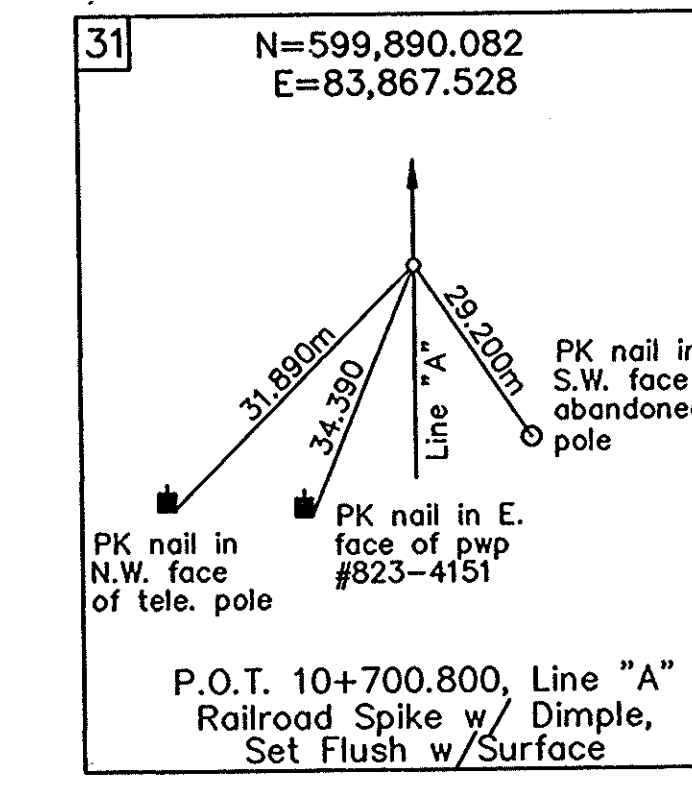 31
N=599,890.082
E=83,867.528
31.890m
34.390
Line "A"
29.200m
PK nail in
S.W. face
abandoned
pole
PK nail in
N.W. face
of tele. pole
PK nail in E.
face of pwp
#823-4151
P.O.T. 10+700.800, Line "A"
Railroad Spike w/ Dimple,
Set Flush w/Surface